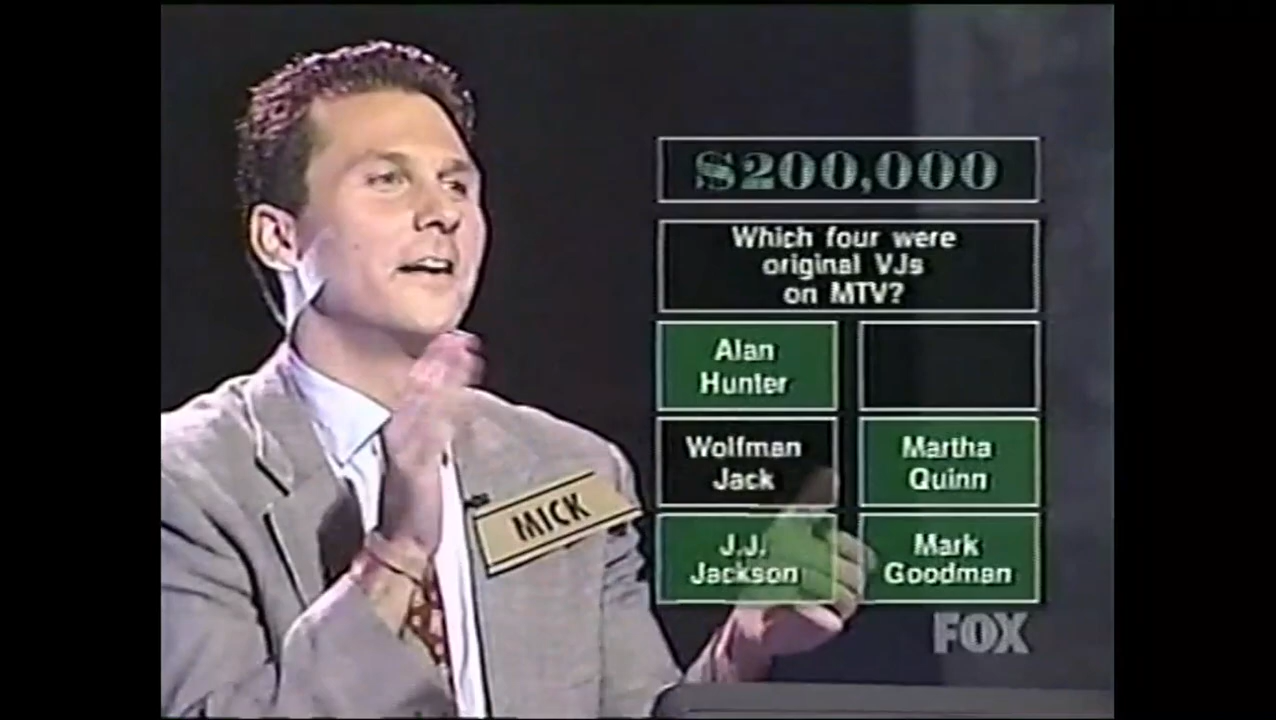 $200,000
Which four were
original VJs
on MTV?
Alan
Hunter
Wolfman
Jack
Martha
Quinn
J.J.
Jackson
Mark
Goodman
MICK
FOX